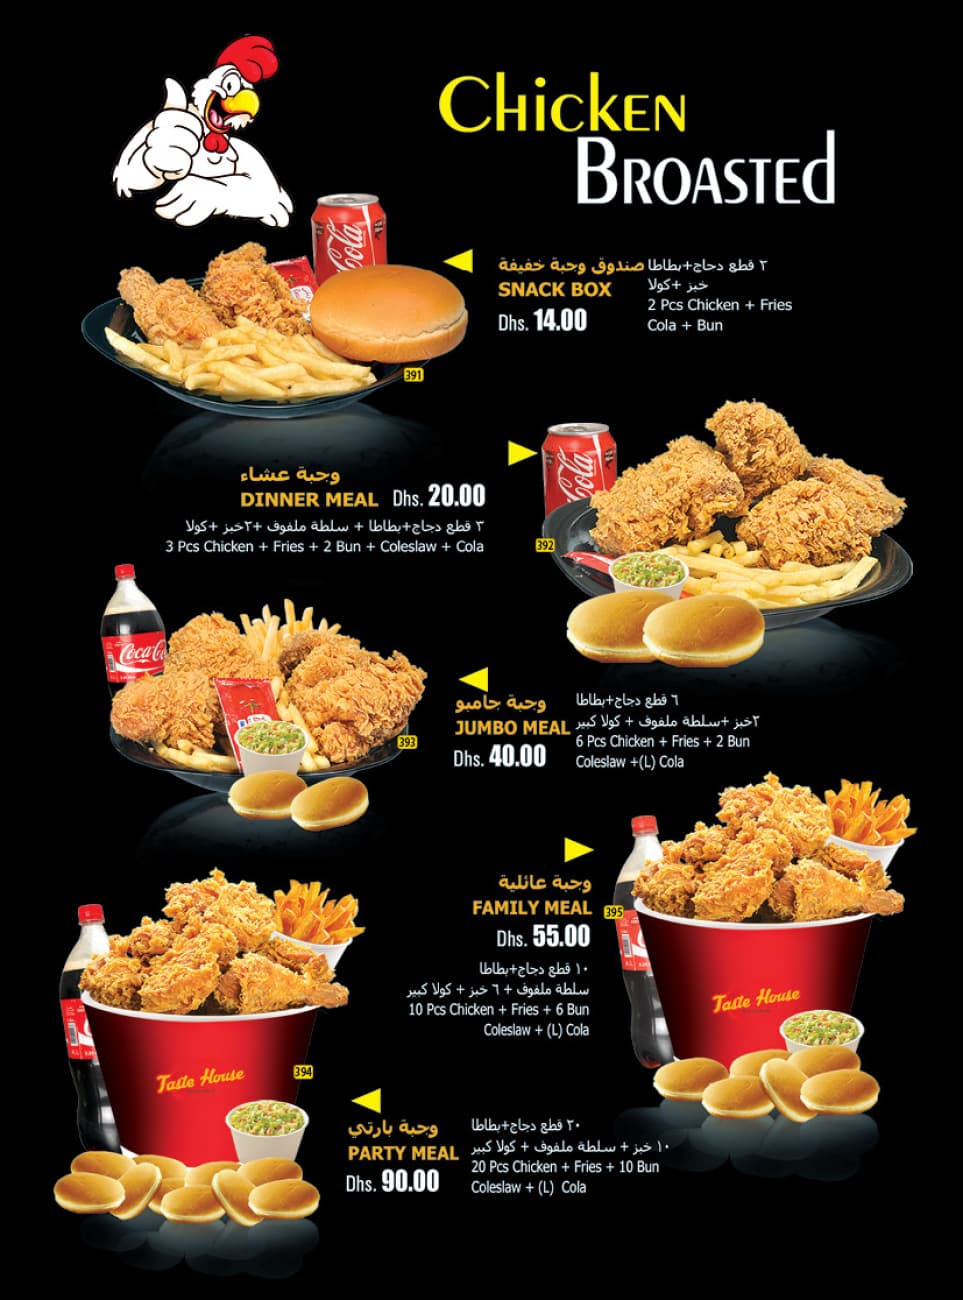 Chicken
Broasted
صندوق وجبة خفيفة
SNACK BOX
Dhs. 14.00
٢ قطع دجاج+بطاطا
خبز +كولا
2 Pcs Chicken + Fries
Cola + Bun
Cola
391
وجبة عشاء
DINNER MEAL Dhs. 20.00
٣ قطع دجاج+بطاطا + سلطة ملفوف +٢خبز +كولا
3 Pcs Chicken + Fries + 2 Bun + Coleslaw + Cola
Cola
392
Coca-Co
393
وجبة جامبو
JUMBO MEAL
Dhs. 40.00
٦ قطع دجاج+بطاطا
٢خبز +سلطة ملفوف + كولا كبير
6 Pcs Chicken + Fries + 2 Bun
Coleslaw +(L) Cola
وجبة عائلية
FAMILY MEAL
Dhs. 55.00
١٠ قطع دجاج+بطاطا
سلطة ملفوف + ٦ خبز + كولا كبير
10 Pcs Chicken + Fries + 6 Bun
Coleslaw + (L) Cola
395
Taste House
Taste House
394
وجبة بارتي
PARTY MEAL
Dhs. 90.00
٢٠ قطع دجاج+بطاطا
١٠ خبز + سلطة ملفوف + كولا كبير
20 Pcs Chicken + Fries + 10 Bun
Coleslaw + (L) Cola